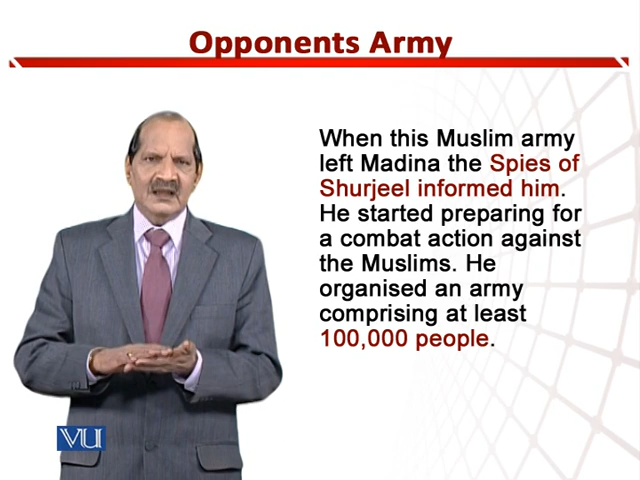 Opponents Army
When this Muslim army
left Madina the Spies of
Shurjeel informed him.
He started preparing for
a combat action against
the Muslims. He
organised an army
comprising at least
100,000 people.
VU